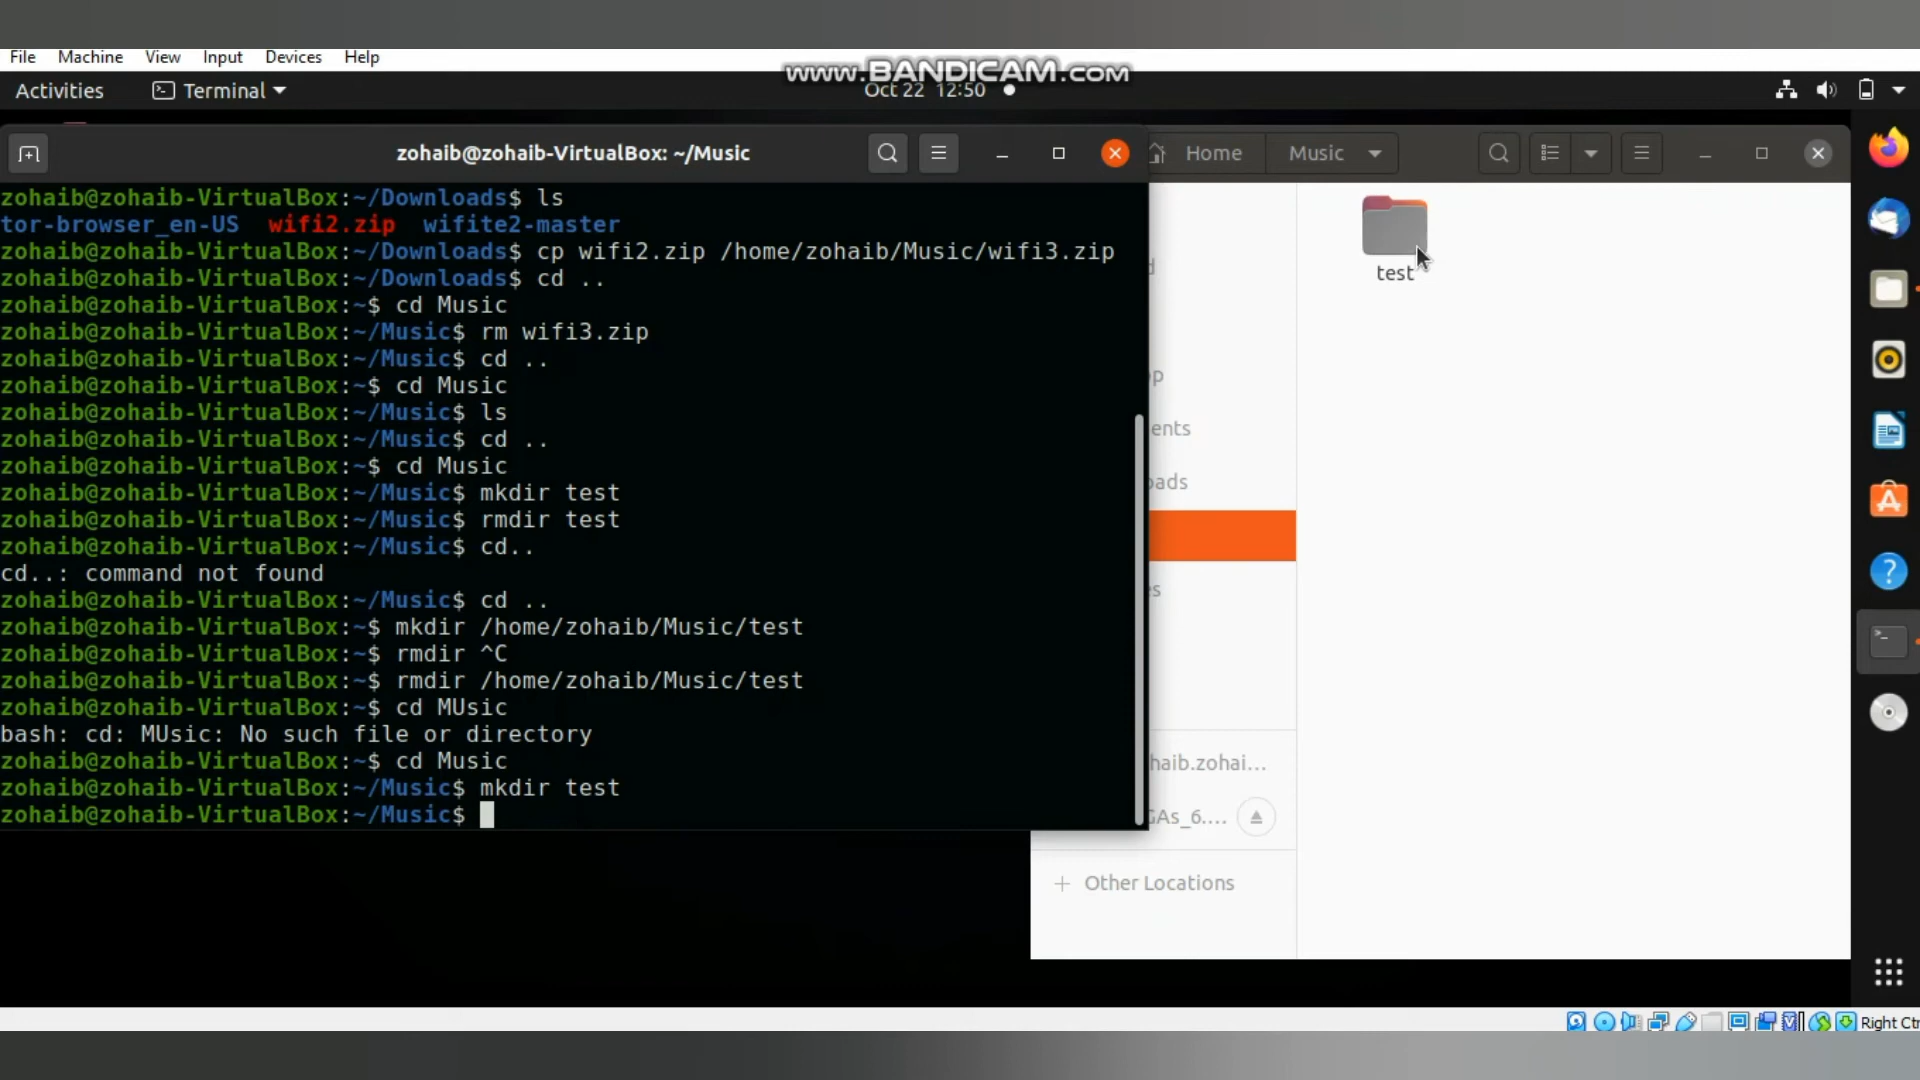 File Machine View Input Devices Help
www.BANDICAM.com
Activities Terminal Oct 22 12:50
zohaib@zohaib-VirtualBox: ~/Music
Home Music
zohaib@zohaib-VirtualBox:~/Downloads$ ls
tor-browser_en-US wifi2.zip wifite2-master
zohaib@zohaib-VirtualBox:~/Downloads$ cp wifi2.zip /home/zohaib/Music/wifi3.zip
zohaib@zohaib-VirtualBox:~/Downloads$ cd ..
zohaib@zohaib-VirtualBox:~$ cd Music
zohaib@zohaib-VirtualBox:~/Music$ rm wifi3.zip
zohaib@zohaib-VirtualBox:~/Music$ cd ..
zohaib@zohaib-VirtualBox:~$ cd Music
zohaib@zohaib-VirtualBox:~/Music$ ls
zohaib@zohaib-VirtualBox:~/Music$ cd ..
zohaib@zohaib-VirtualBox:~$ cd Music
zohaib@zohaib-VirtualBox:~/Music$ mkdir test
zohaib@zohaib-VirtualBox:~/Music$ rmdir test
zohaib@zohaib-VirtualBox:~/Music$ cd..
cd..: command not found
zohaib@zohaib-VirtualBox:~/Music$ cd ..
zohaib@zohaib-VirtualBox:~$ mkdir /home/zohaib/Music/test
zohaib@zohaib-VirtualBox:~$ rmdir ^C
zohaib@zohaib-VirtualBox:~$ rmdir /home/zohaib/Music/test
zohaib@zohaib-VirtualBox:~$ cd MUsic
bash: cd: MUsic: No such file or directory
zohaib@zohaib-VirtualBox:~$ cd Music
zohaib@zohaib-VirtualBox:~/Music$ mkdir test
zohaib@zohaib-VirtualBox:~/Music$
d
op
ents
oads
es
haib.zohai...
GAs_6....
+ Other Locations
test
Right Ct